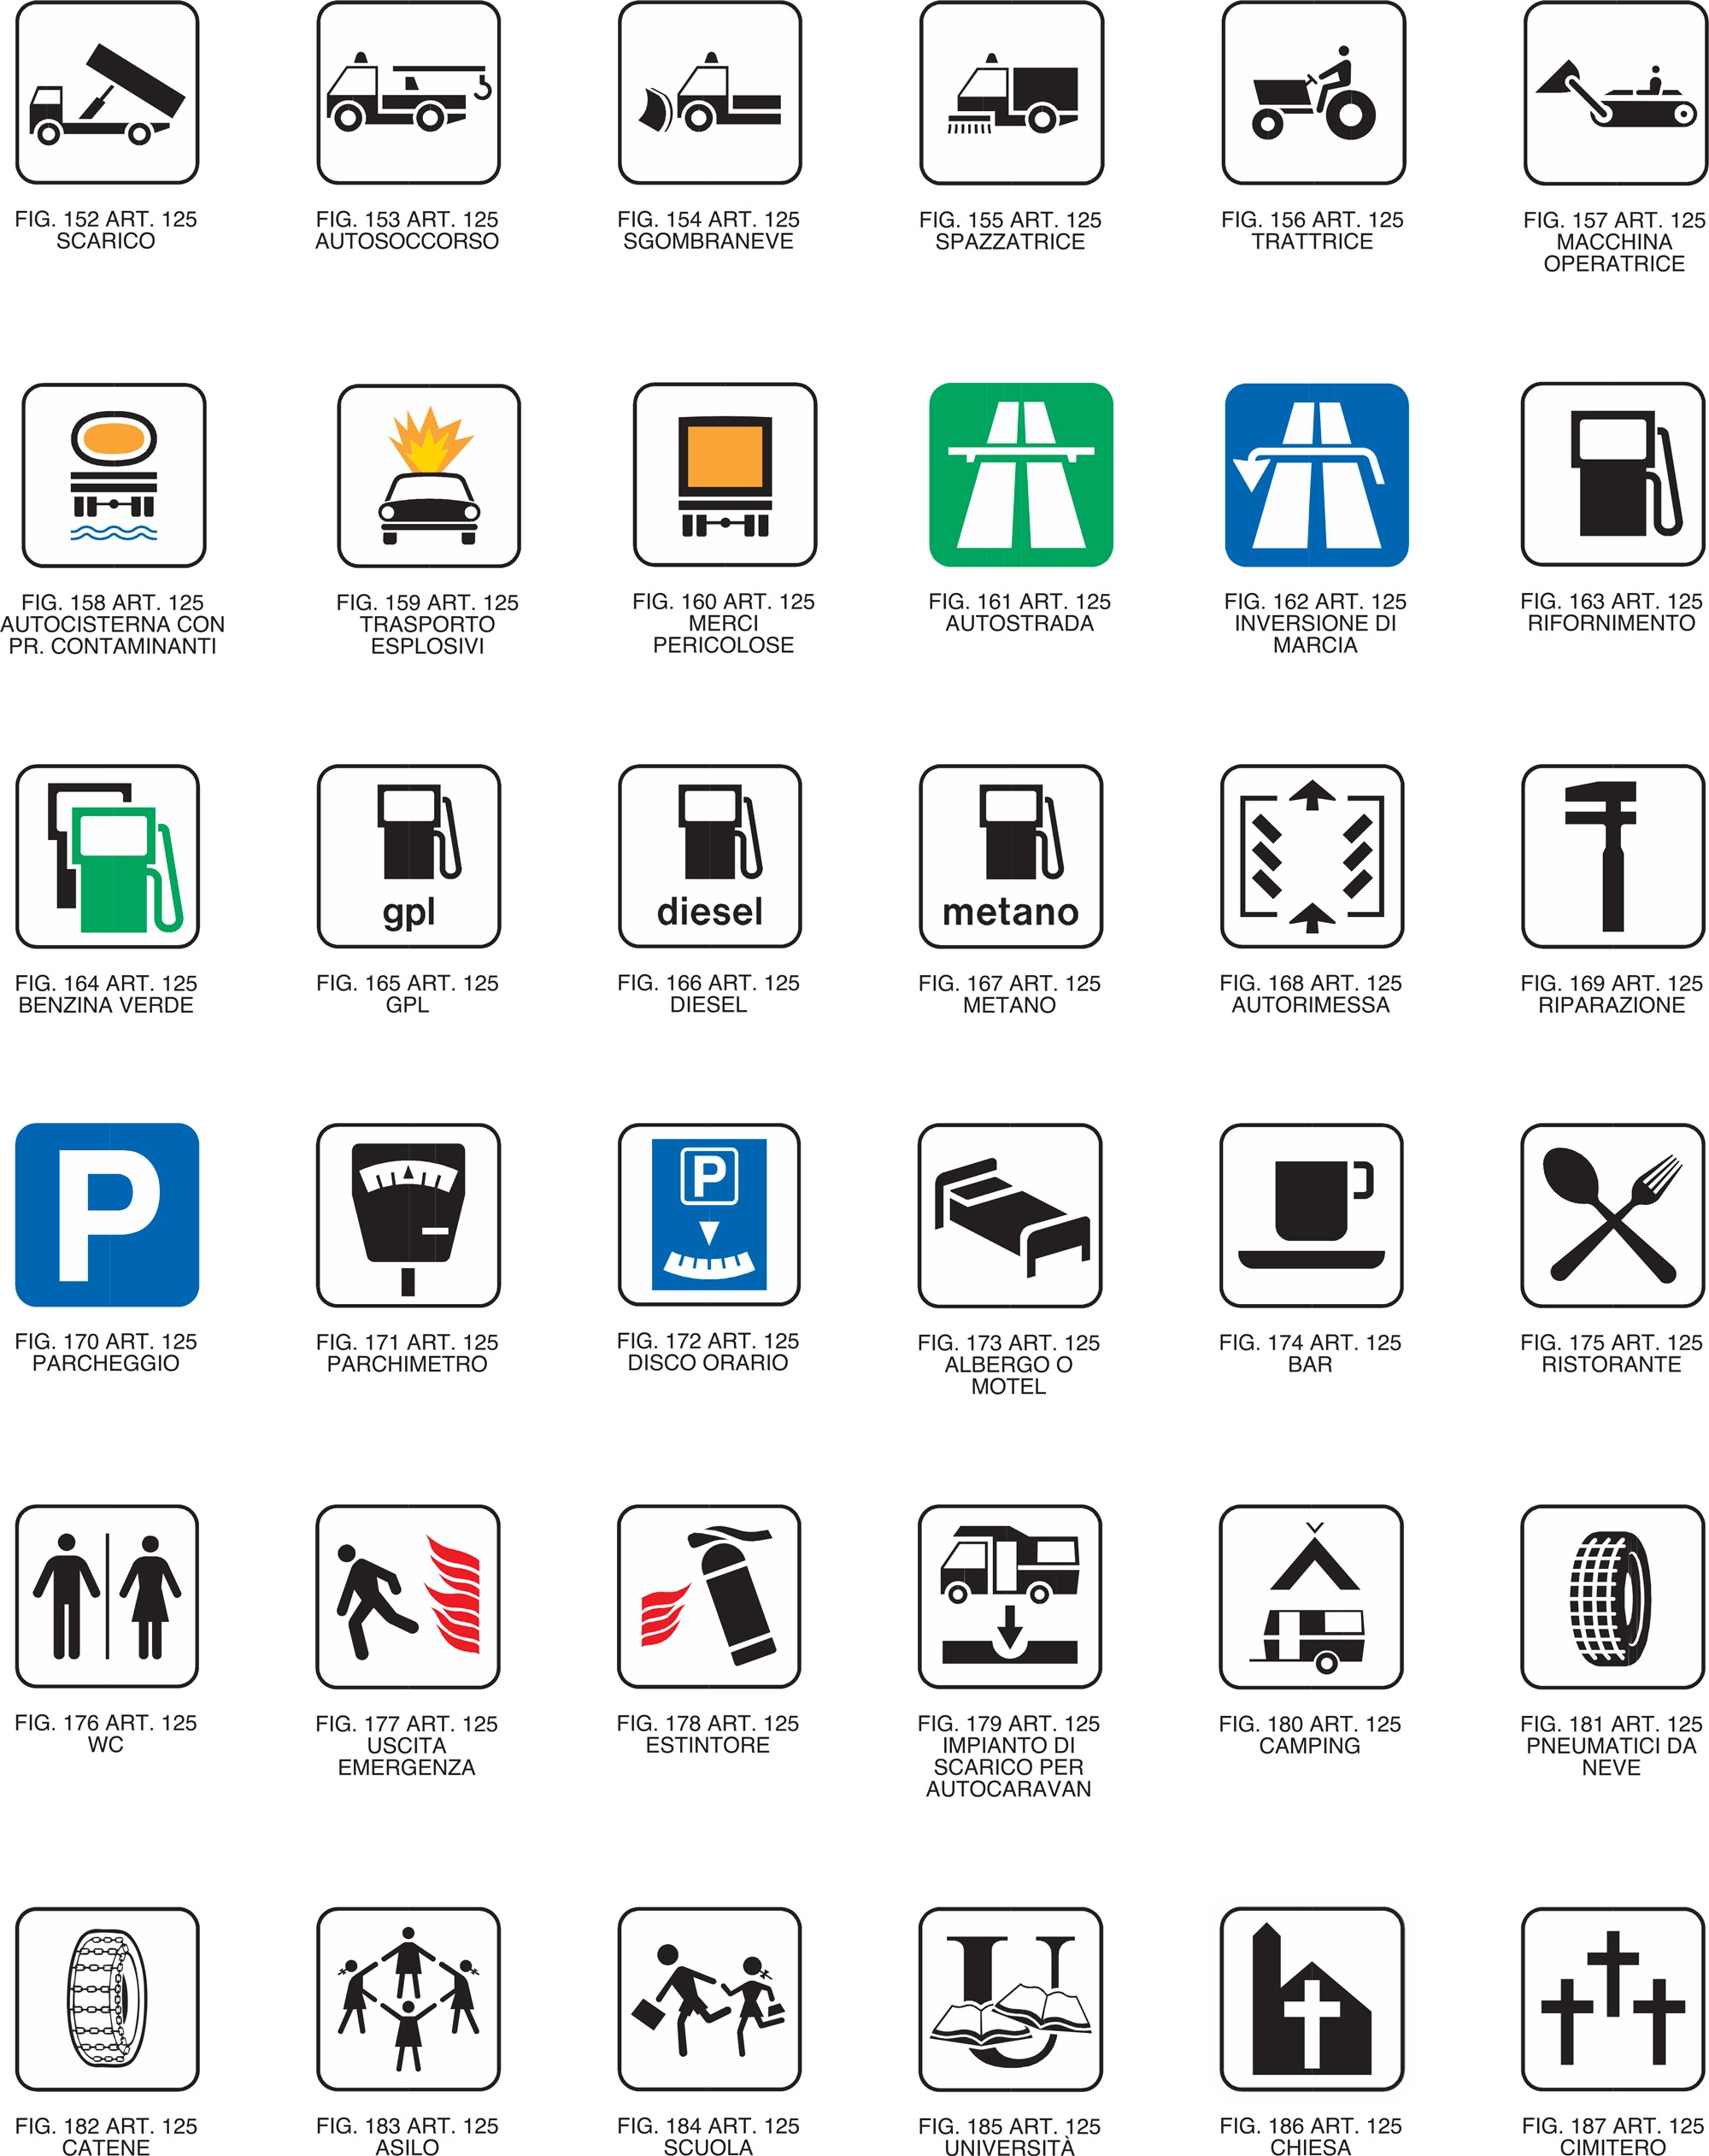 FIG. 152 ART. 125
SCARICO
FIG. 153 ART. 125
AUTOSOCCORSO
FIG. 154 ART. 125
SGOMBRANEVE
FIG. 155 ART. 125
SPAZZATRICE
FIG. 156 ART. 125
TRATTRICE
FIG. 157 ART. 125
MACCHINA
OPERATRICE
FIG. 158 ART. 125
AUTOCISTERNA CON
PR. CONTAMINANTI
FIG. 159 ART. 125
TRASPORTO
ESPLOSIVI
FIG. 160 ART. 125
MERCI
PERICOLOSE
FIG. 161 ART. 125
AUTOSTRADA
FIG. 162 ART. 125
INVERSIONE DI
MARCIA
FIG. 163 ART. 125
RIFORNIMENTO
FIG. 164 ART. 125
BENZINA VERDE
gpl
FIG. 165 ART. 125
GPL
diesel
FIG. 166 ART. 125
DIESEL
metano
FIG. 167 ART. 125
METANO
FIG. 168 ART. 125
AUTORIMESSA
FIG. 169 ART. 125
RIPARAZIONE
P
FIG. 170 ART. 125
PARCHEGGIO
FIG. 171 ART. 125
PARCHIMETRO
P
FIG. 172 ART. 125
DISCO ORARIO
FIG. 173 ART. 125
ALBERGO O
MOTEL
FIG. 174 ART. 125
BAR
FIG. 175 ART. 125
RISTORANTE
FIG. 176 ART. 125
WC
FIG. 177 ART. 125
USCITA
EMERGENZA
FIG. 178 ART. 125
ESTINTORE
FIG. 179 ART. 125
IMPIANTO DI
SCARICO PER
AUTOCARAVAN
FIG. 180 ART. 125
CAMPING
FIG. 181 ART. 125
PNEUMATICI DA
NEVE
FIG. 182 ART. 125
CATENE
FIG. 183 ART. 125
ASILO
FIG. 184 ART. 125
SCUOLA
U
FIG. 185 ART. 125
UNIVERSITÀ
FIG. 186 ART. 125
CHIESA
FIG. 187 ART. 125
CIMITERO